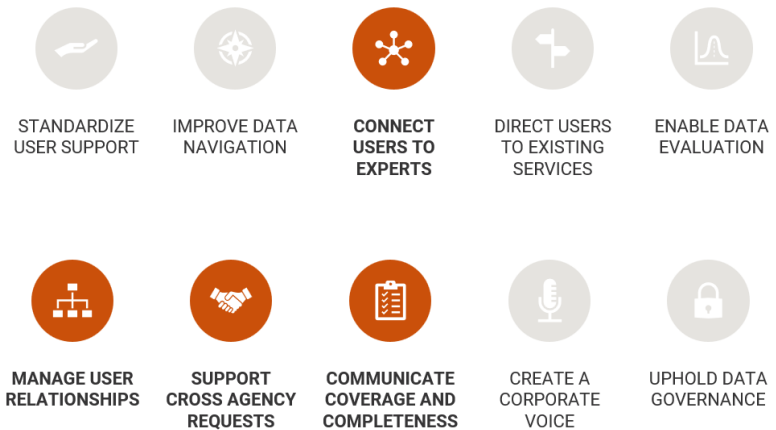 STANDARDIZE
USER SUPPORT
IMPROVE DATA
NAVIGATION
CONNECT
USERS TO
EXPERTS
DIRECT USERS
TO EXISTING
SERVICES
ENABLE DATA
EVALUATION
MANAGE USER
RELATIONSHIPS
SUPPORT
CROSS AGENCY
REQUESTS
COMMUNICATE
COVERAGE AND
COMPLETENESS
CREATE A
CORPORATE
VOICE
UPHOLD DATA
GOVERNANCE